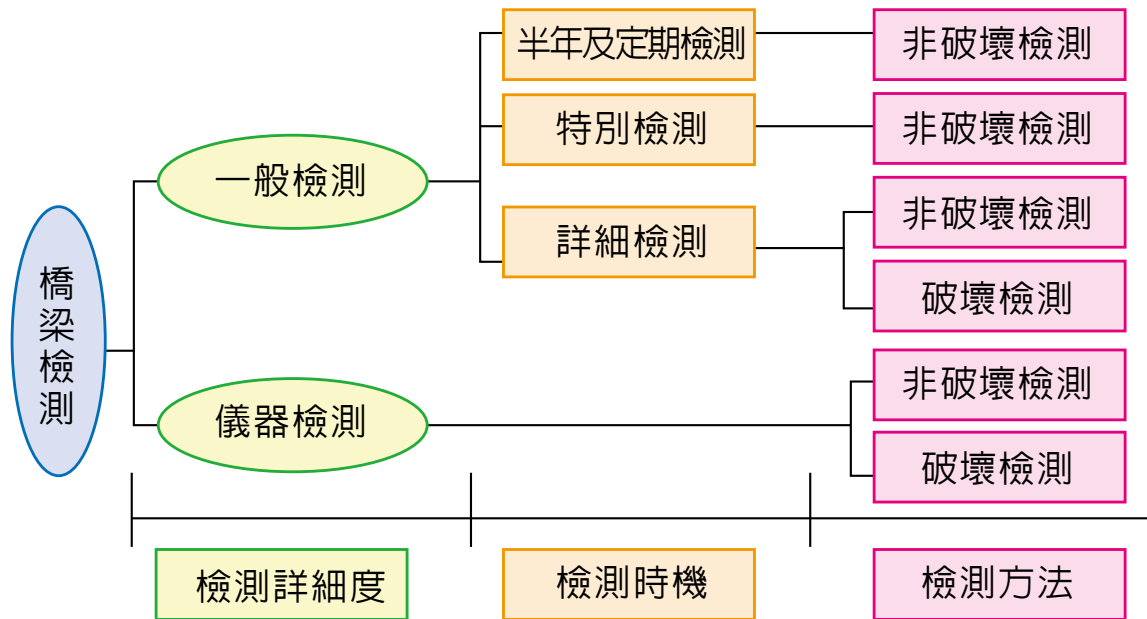 橋梁檢測
一般檢測
半年及定期檢測
非破壞檢測
特別檢測
非破壞檢測
詳細檢測
非破壞檢測
破壞檢測
儀器檢測
非破壞檢測
破壞檢測
檢測詳細度
檢測時機
檢測方法